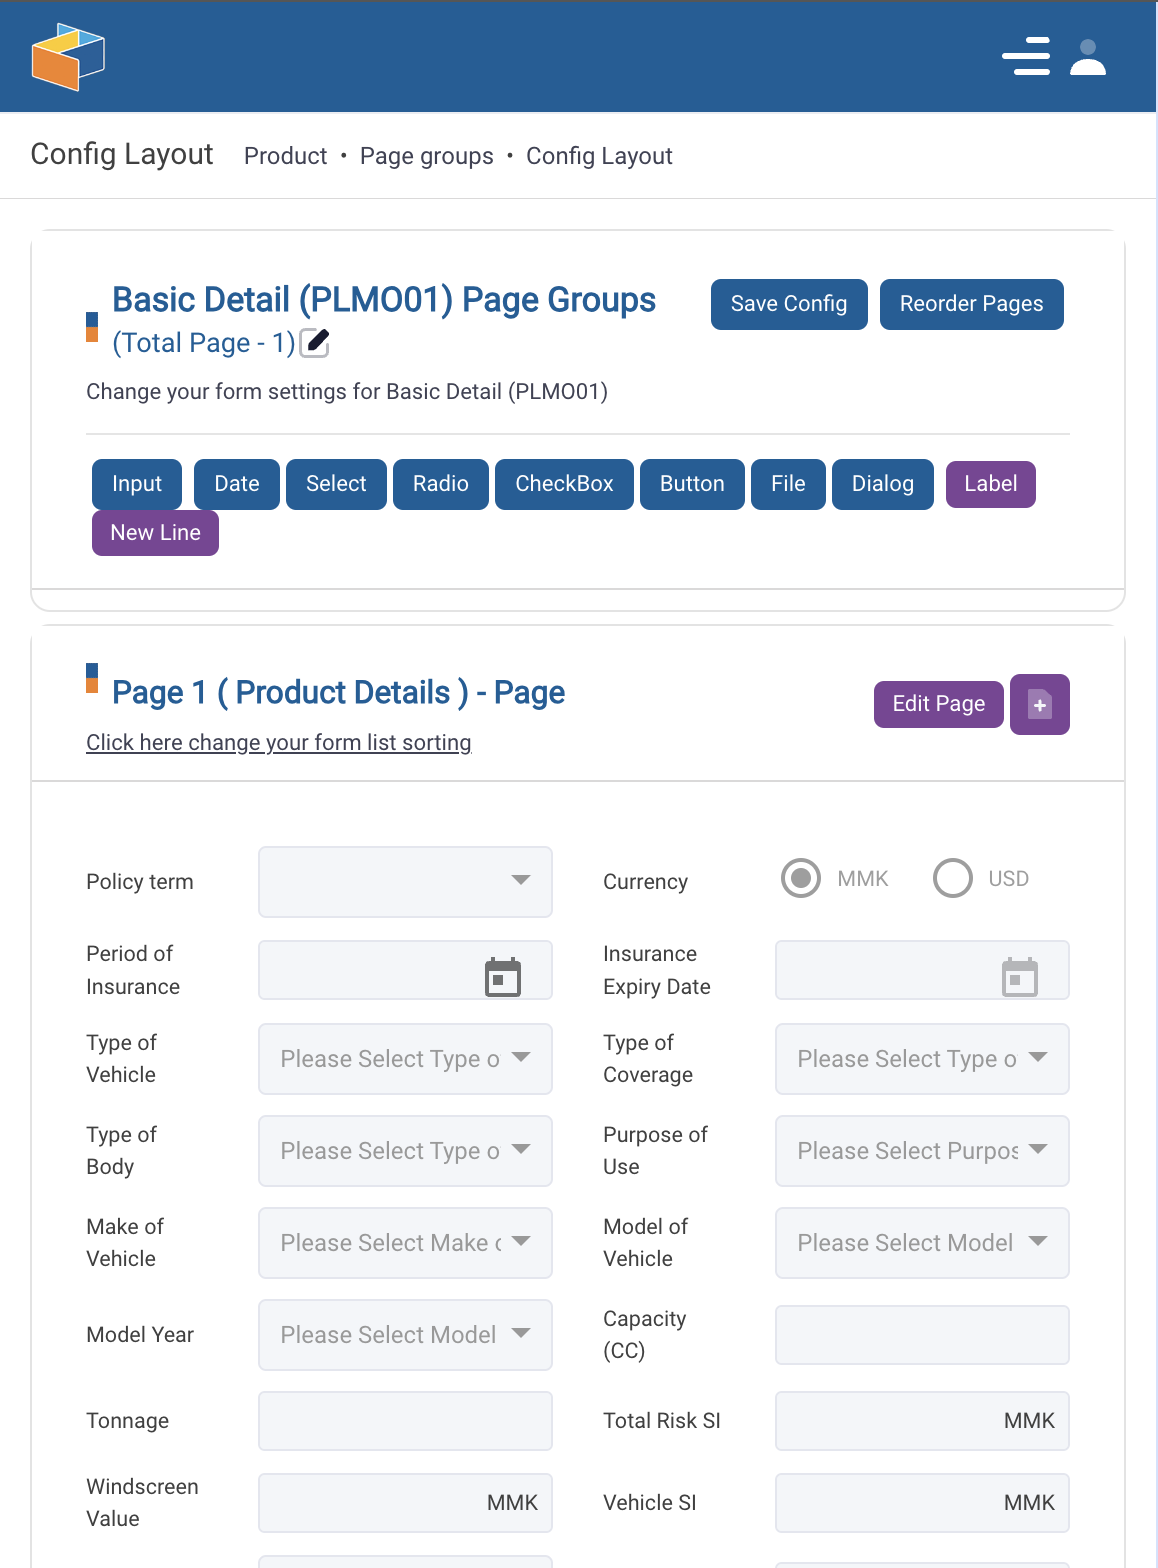 Config Layout
Product • Page groups • Config Layout
Basic Detail (PLMO01) Page Groups
(Total Page - 1)
Save Config
Reorder Pages
Change your form settings for Basic Detail (PLMO01)
Input
Date
Select
Radio
CheckBox
Button
File
Dialog
Label
New Line
Page 1 ( Product Details ) - Page
Edit Page
Click here change your form list sorting
Policy term
Currency
MMK
USD
Period of
Insurance
Insurance
Expiry Date
Type of
Vehicle
Please Select Type o
Type of
Coverage
Please Select Type o
Type of
Body
Please Select Type o
Purpose of
Use
Please Select Purpos
Make of
Vehicle
Please Select Make
Model of
Vehicle
Please Select Model
Model Year
Please Select Model
Capacity
(CC)
Tonnage
Total Risk SI
MMK
Windscreen
Value
MMK
Vehicle SI
MMK